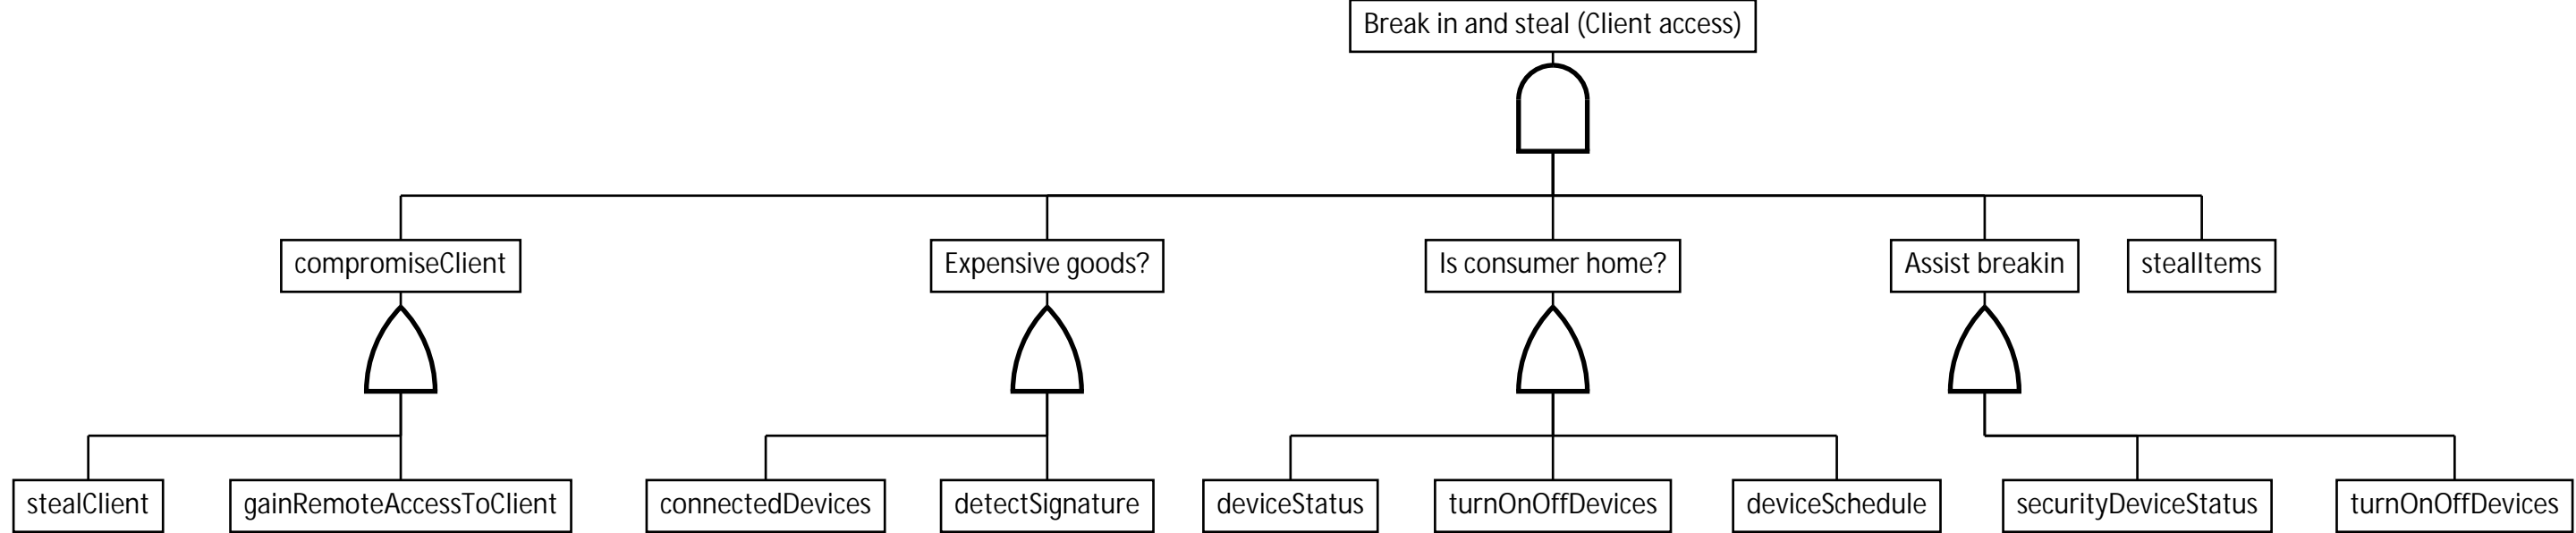 Break in and steal (Client access)
compromiseClient
Expensive goods?
Is consumer home?
Assist breakin
stealItems
stealClient
gainRemoteAccessToClient
connectedDevices
detectSignature
deviceStatus
turnOnOffDevices
deviceSchedule
securityDeviceStatus
turnOnOffDevices